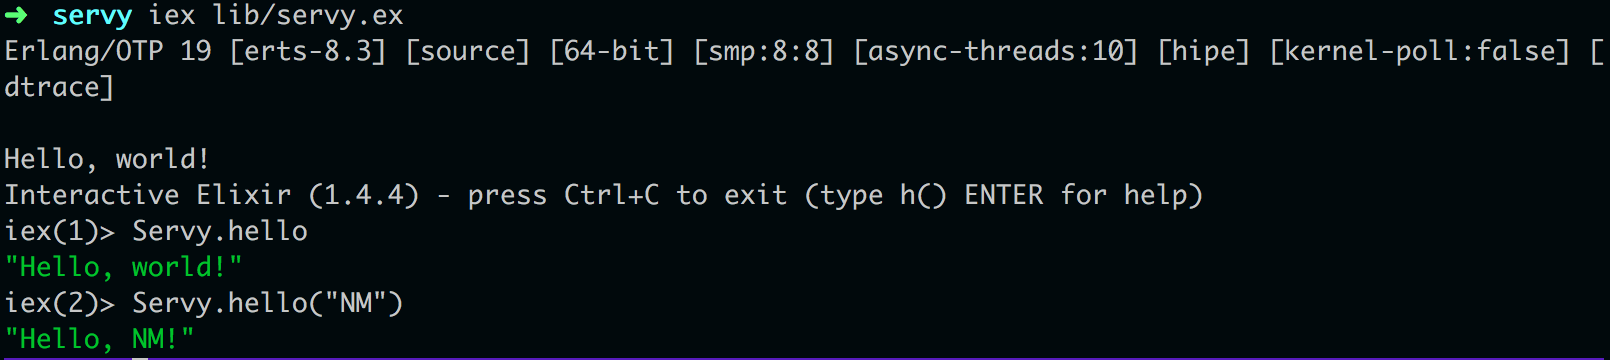 ➜ servy iex lib/servy.ex
Erlang/OTP 19 [erts-8.3] [source] [64-bit] [smp:8:8] [async-threads:10] [hipe] [kernel-poll:false] [
dtrace]
Hello, world!
Interactive Elixir (1.4.4) - press Ctrl+C to exit (type h() ENTER for help)
iex(1)> Servy.hello
"Hello, world!"
iex(2)> Servy.hello("NM")
"Hello, NM!"